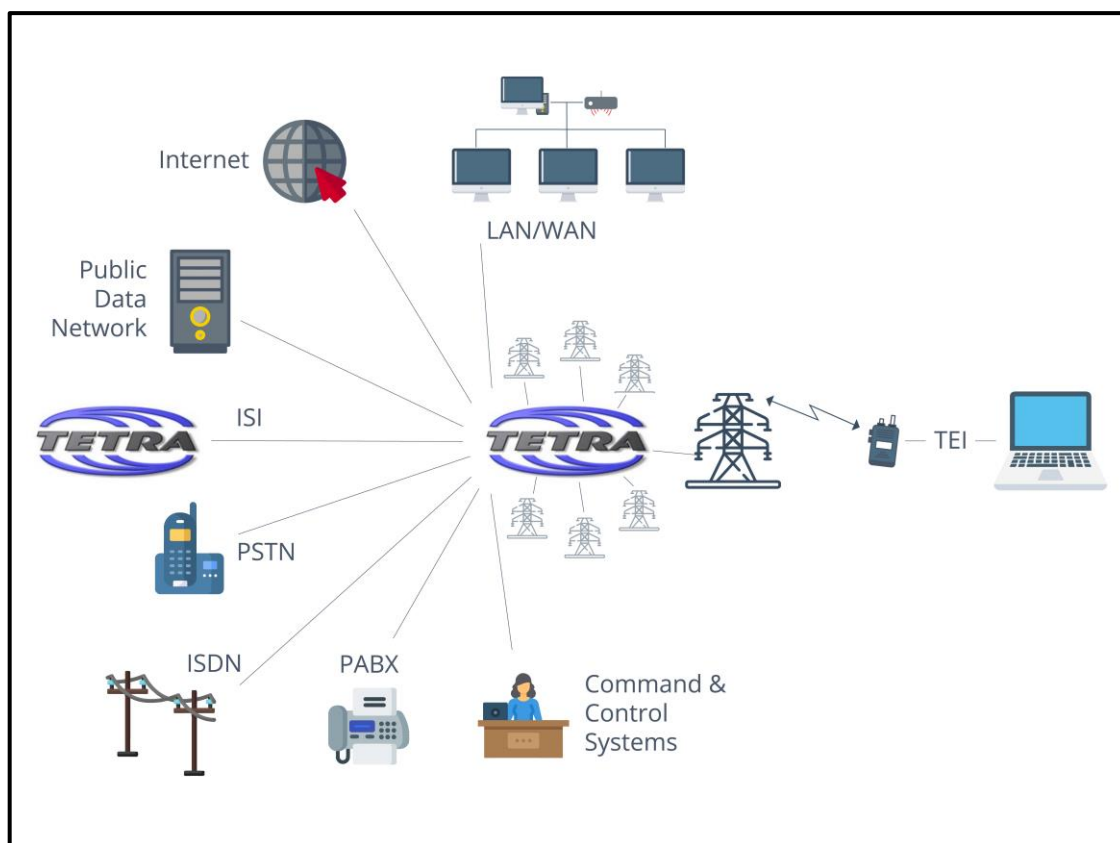 LAN/WAN
Internet
Public
Data
Network
TETRA
ISI
TETRA
TEI
PSTN
ISDN
PABX
Command &
Control
Systems